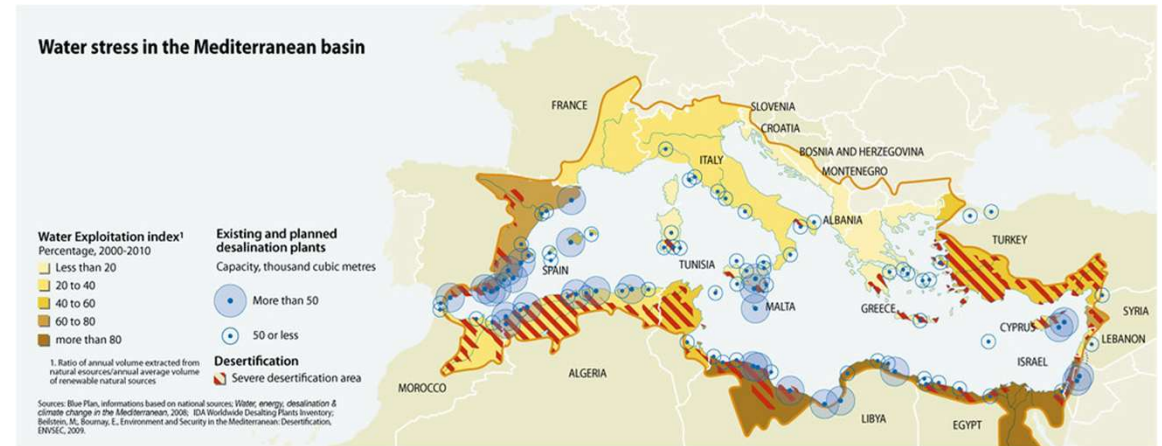 Water stress in the Mediterranean basin
FRANCE
SLOVENIA
CROATIA
BOSNIA AND HERZEGOVINA
ITALY
MONTENEGRO
ALBANIA
TURKEY
SPAIN
TUNISIA
MALTA
GREECE
CYPRUS
SYRIA
LEBANON
ISRAEL
MOROCCO
ALGERIA
LIBYA
EGYPT
Water Exploitation index¹
Percentage, 2000-2010
Less than 20
20 to 40
40 to 60
60 to 80
more than 80
1. Ratio of annual volume extracted from
natural esources/annual average volume
of renewable natural sources
Existing and planned
desalination plants
Capacity, thousand cubic metres
More than 50
50 or less
Desertification
Severe desertification area
Sources: Blue Plan, informations based on national sources; Water, energy, desalination &
climate change in the Mediterranean, 2008; IDA Worldwide Desalting Plants Inventory;
Beilstein, M.; Bournay, E., Environment and Security in the Mediterranean: Desertification,
ENVSEC, 2009.